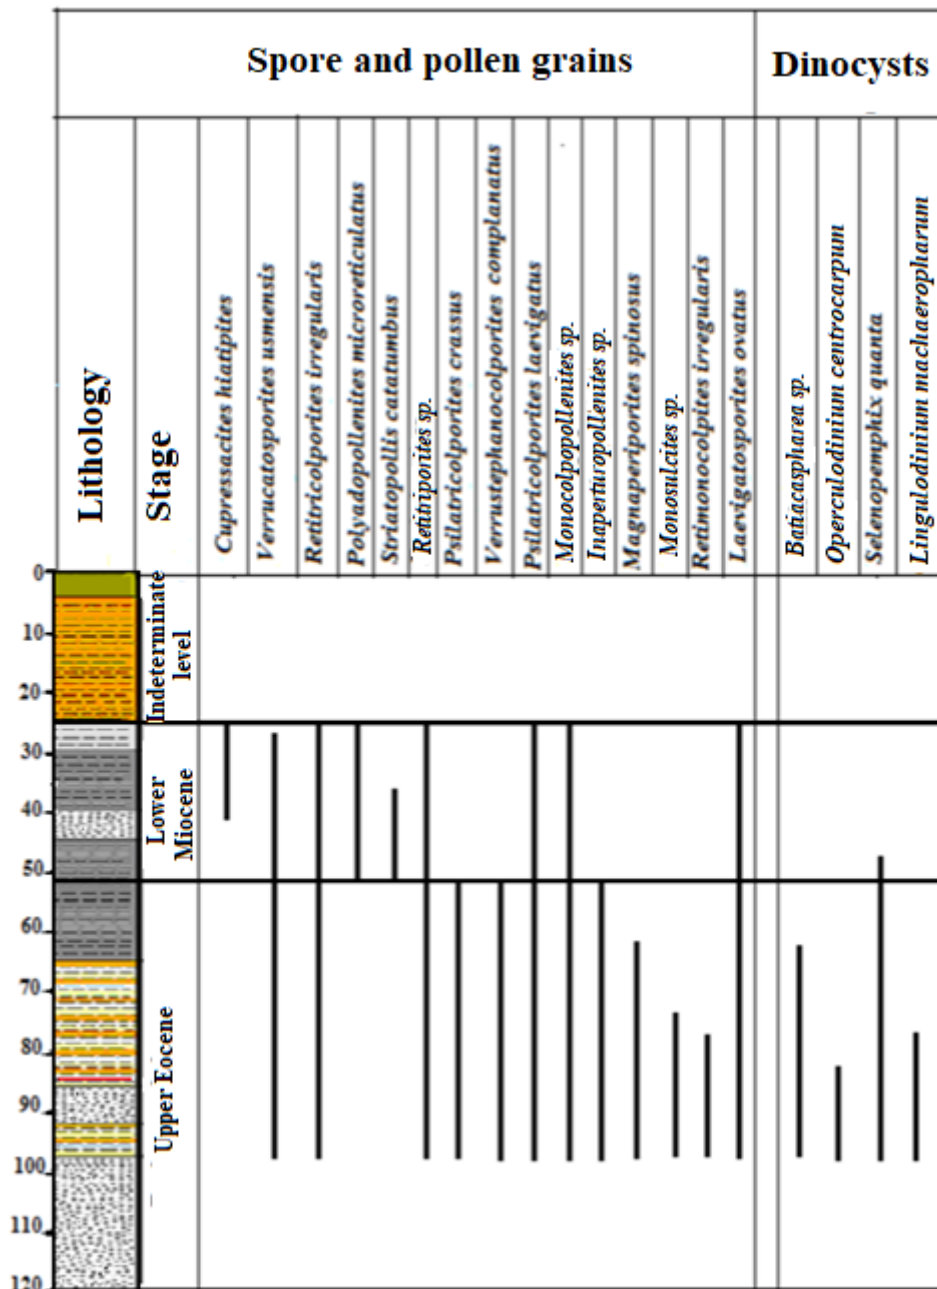 Spore and pollen grains
Dinocysts
Lithology
Stage
Cupressacites hiatipites
Verrucatosporites usmensis
Retitricolporites irregularis
Polyadopollenites microreticulatus
Striatopollis catatumbus
Retitriporites sp.
Psilatricolporites crassus
Verrustephanocolporites complanatus
Psilatricolporites laevigatus
Monocolpopollenites sp.
Inaperturopollenites sp.
Magnaperiporites spinosus
Monosulcites sp.
Retimonocolpites irregularis
Laevigatosporites ovatus
Batiacasphaera sp.
Operculodinium centrocarpum
Selenopemphix quanta
Lingulodinium machaeropharum
0
10
20
30
40
50
60
70
80
90
100
110
120
Indeterminate
level
Lower
Miocene
Upper Eocene